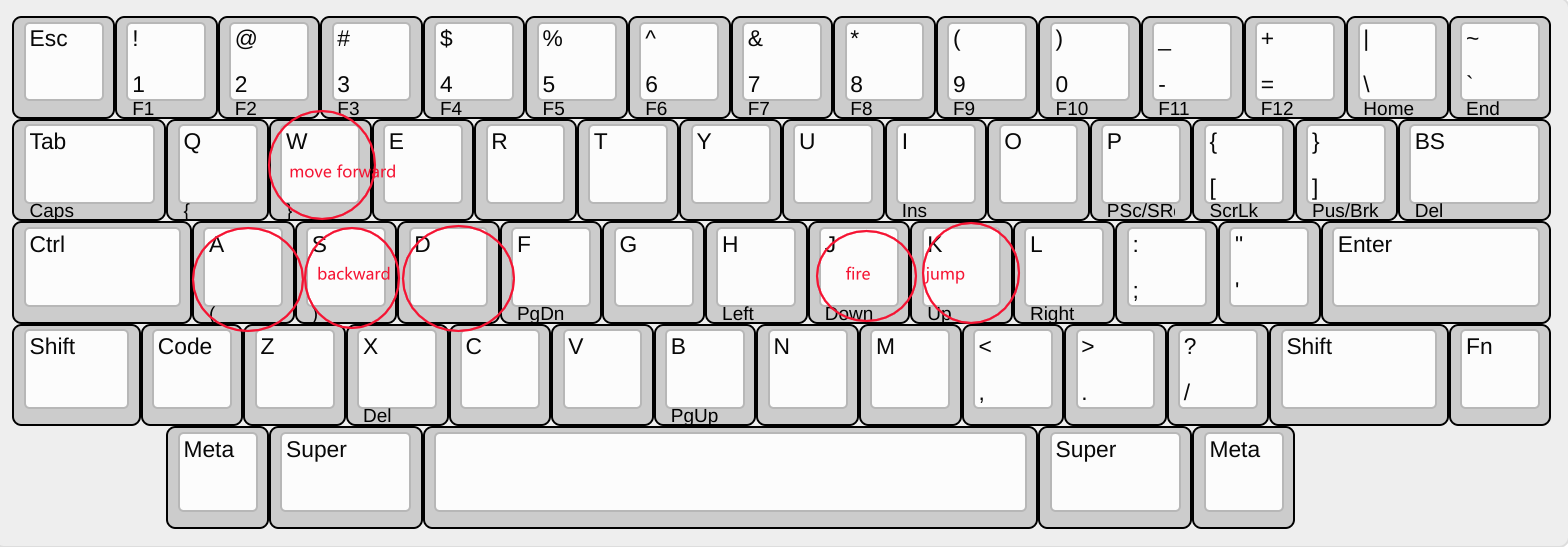 Esc ! @ # $ % ^ & * ( ) _ + | ~
1 2 3 4 5 6 7 8 9 0 - = \ `
F1 F2 F3 F4 F5 F6 F7 F8 F9 F10 F11 F12 Home End
Tab Q W E R T Y U I O P { } BS
move forward
[ ]
Caps { } Ins PSc/SR ScrLk Pus/Brk Del
Ctrl A S D F G H J K L : " Enter
backward fire jump
; '
( ) PgDn Left Down Up Right
Shift Code Z X C V B N M < > ? Shift Fn
, . /
Del PgUp
Meta Super Super Meta